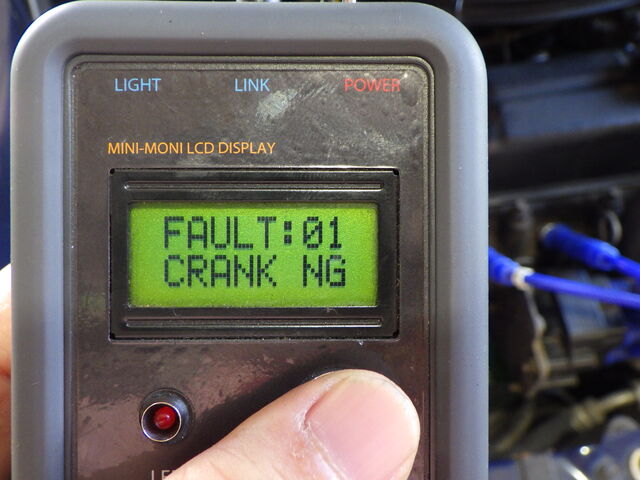 LIGHT LINK POWER
MINI-MONI LCD DISPLAY
FAULT:01
CRANK NG